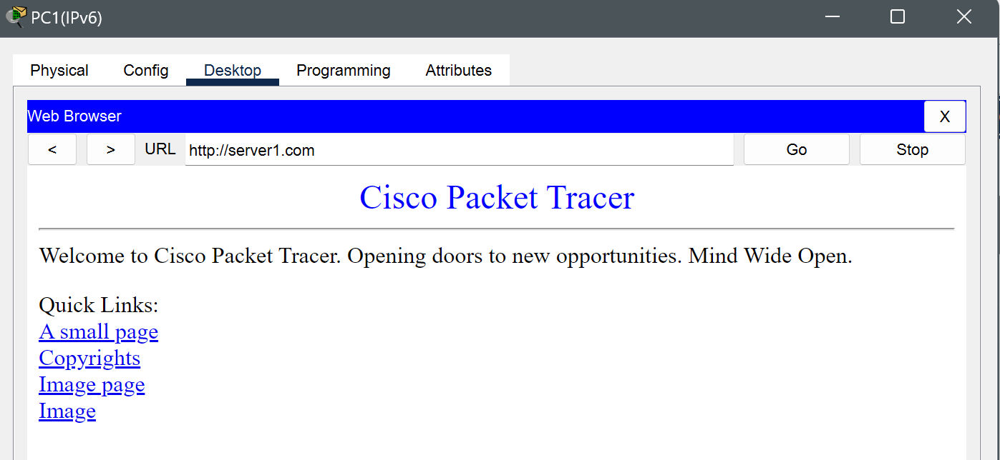 PC1(IPv6)
Physical Config Desktop Programming Attributes
Web Browser X
< > URL http://server1.com Go Stop
Cisco Packet Tracer
Welcome to Cisco Packet Tracer. Opening doors to new opportunities. Mind Wide Open.
Quick Links:
A small page
Copyrights
Image page
Image